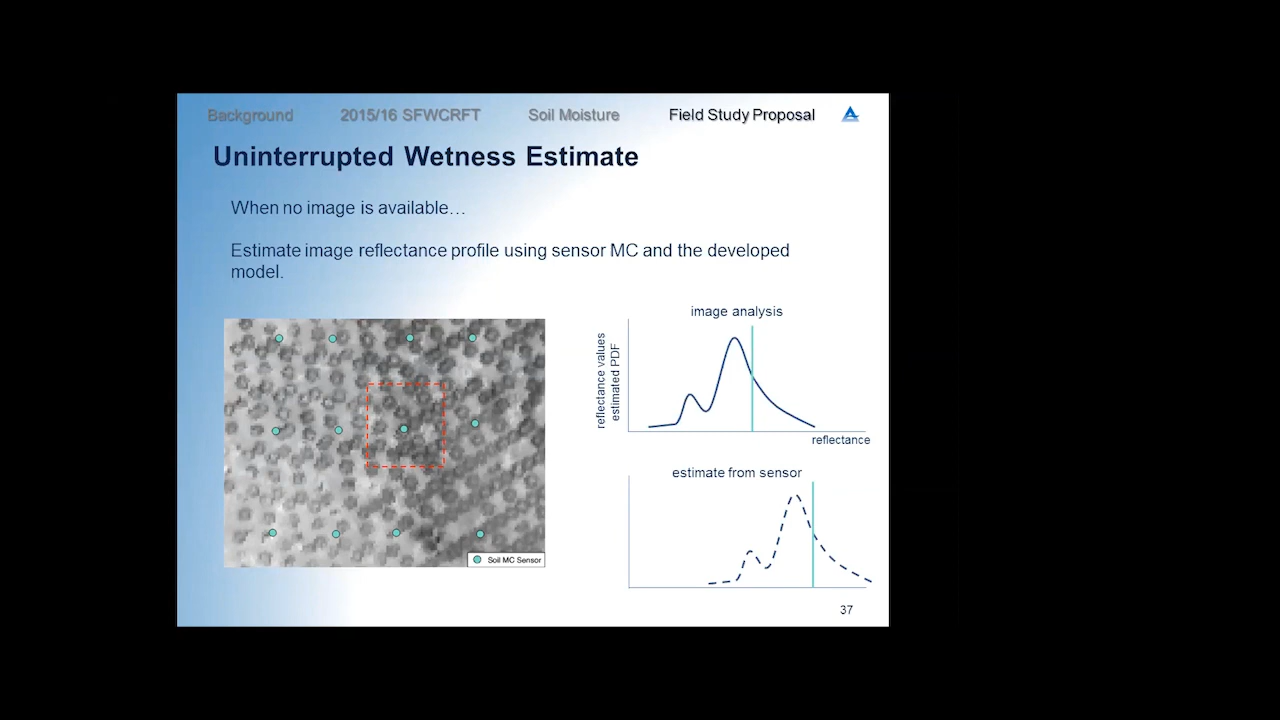 Background 2015/16 SFWCRFT Soil Moisture Field Study Proposal
Uninterrupted Wetness Estimate
When no image is available…
Estimate image reflectance profile using sensor MC and the developed
model.
image analysis
reflectance values
estimated PDF
reflectance
estimate from sensor
Soil MC Sensor
37